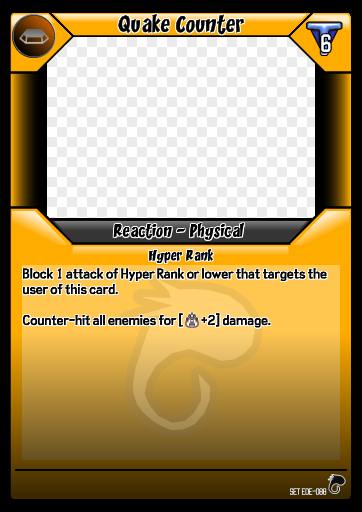 Quake Counter
6
Reaction - Physical
Hyper Rank
Block 1 attack of Hyper Rank or lower that targets the
user of this card.
Counter-hit all enemies for [ +2] damage.
SET EOE-088